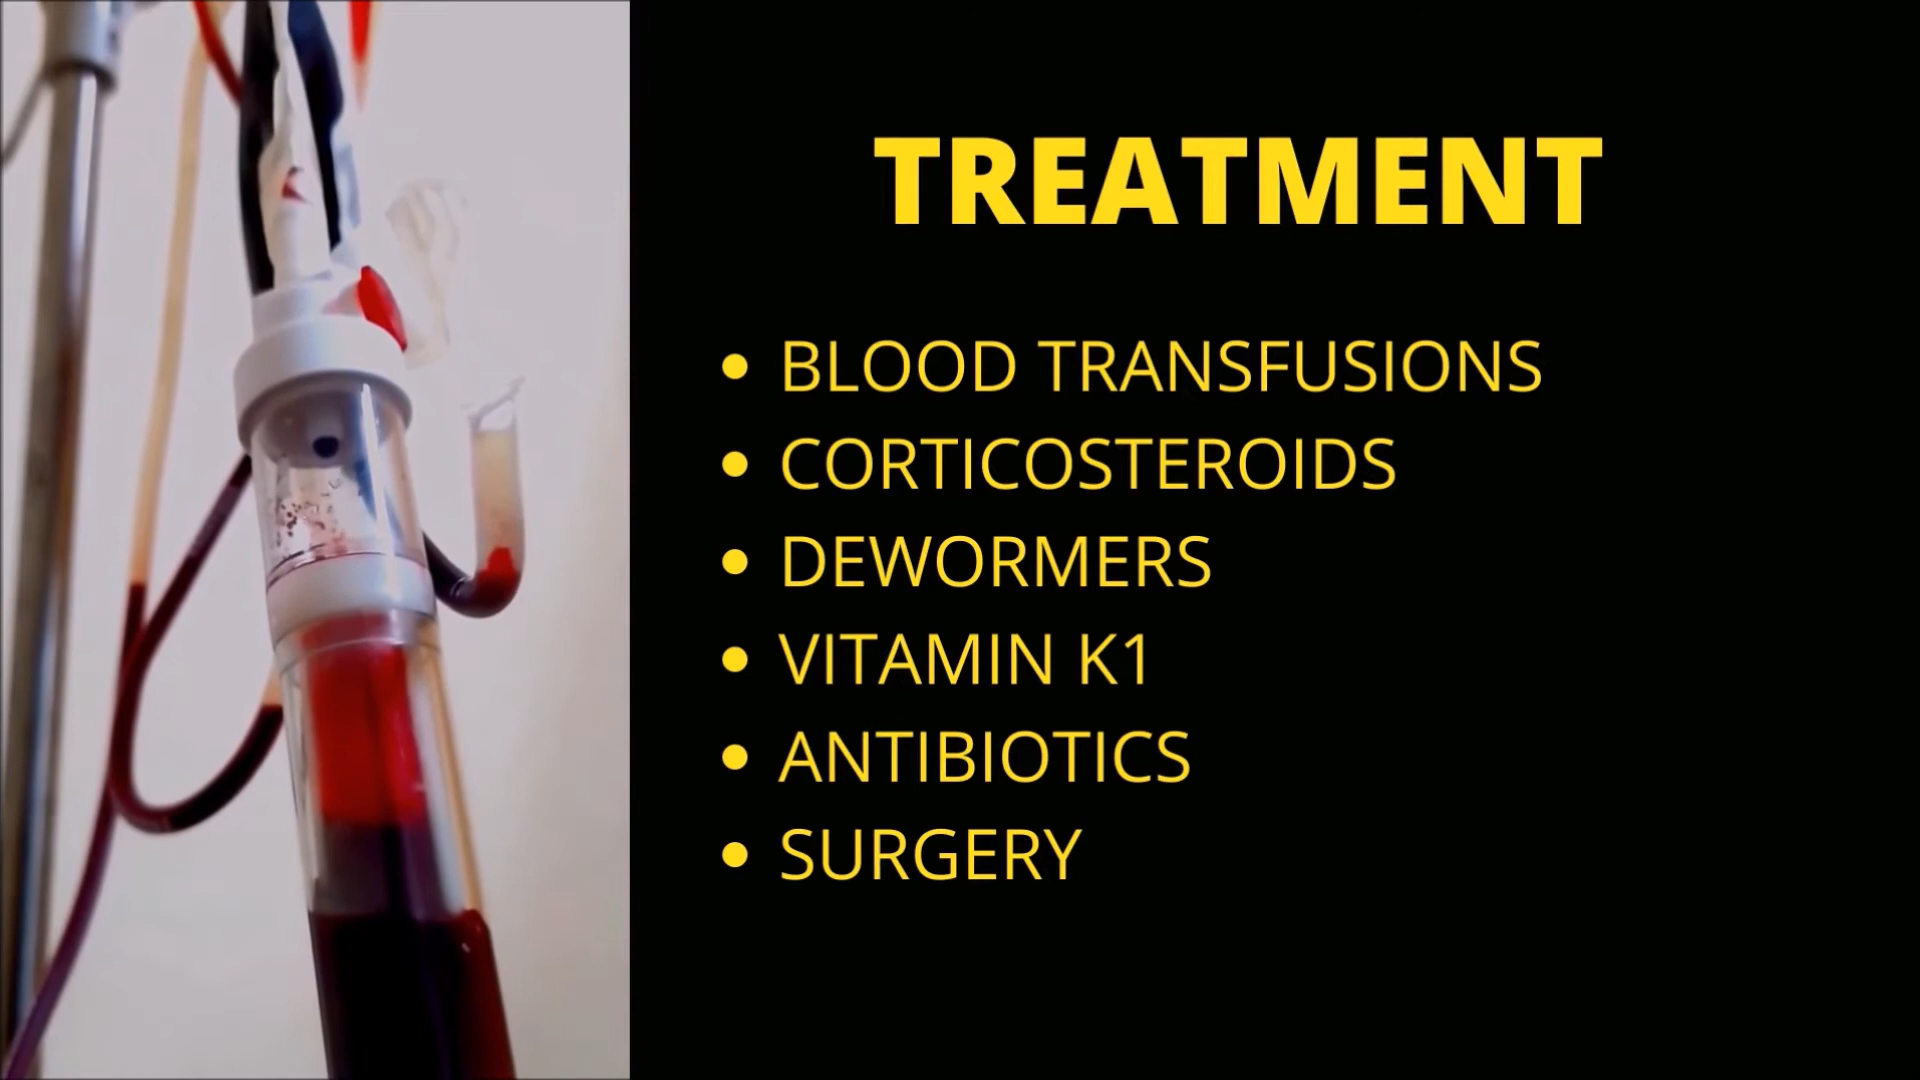 TREATMENT
• BLOOD TRANSFUSIONS
• CORTICOSTEROIDS
• DEWORMERS
• VITAMIN K1
• ANTIBIOTICS
• SURGERY